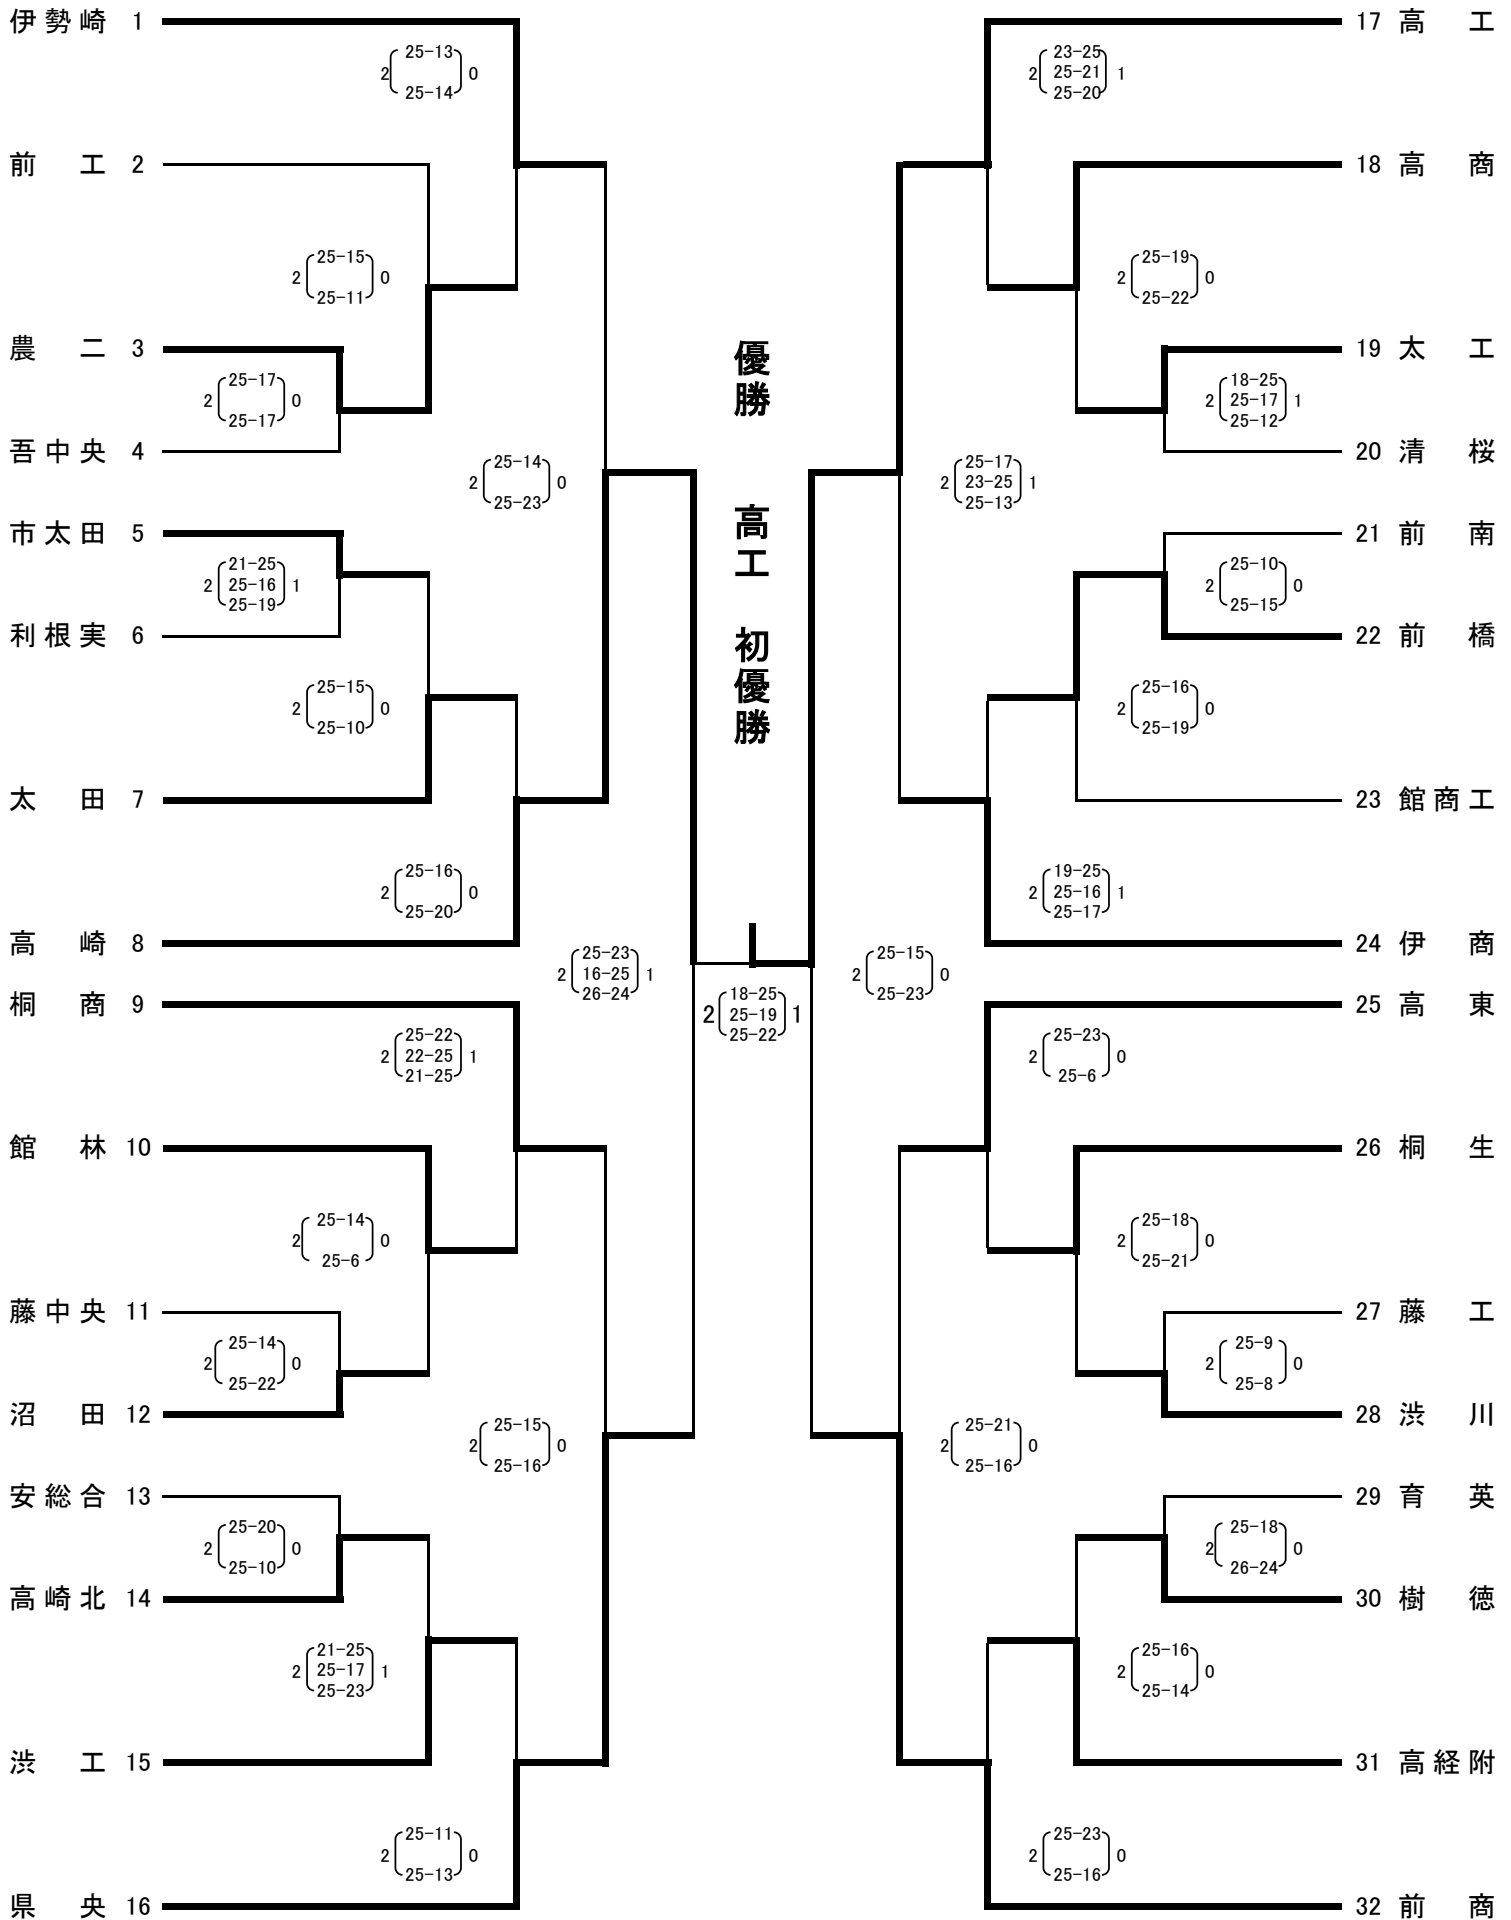 伊勢崎 1
25-13
2 0
25-14
前工 2
25-15
2 0
25-11
農二 3
25-17
2 0
25-17
吾中央 4
25-14
2 0
25-23
市太田 5
21-25
2 25-16 1
25-19
利根実 6
25-15
2 0
25-10
太田 7
25-16
2 0
25-20
高崎 8
25-23
2 16-25 1
26-24
桐商 9
25-22
2 22-25 1
21-25
館林 10
25-14
2 0
25-6
藤中央 11
25-14
2 0
25-22
沼田 12
25-15
2 0
25-16
安総合 13
25-20
2 0
25-10
高崎北 14
21-25
2 25-17 1
25-23
渋工 15
25-11
2 0
25-13
県央 16
優勝 高工 初優勝
18-25
2 25-19 1
25-22
17 高工
23-25
2 25-21 1
25-20
18 高商
25-19
2 0
25-22
19 太工
18-25
2 25-17 1
25-12
20 清桜
25-17
2 23-25 1
25-13
21 前南
25-10
2 0
25-15
22 前橋
25-16
2 0
25-19
23 館商工
19-25
2 25-16 1
25-17
24 伊商
25-15
2 0
25-23
25 高東
25-23
2 0
25-6
26 桐生
25-18
2 0
25-21
27 藤工
25-9
2 0
25-8
28 渋川
25-21
2 0
25-16
29 育英
25-18
2 0
26-24
30 樹徳
25-16
2 0
25-14
31 高経附
25-23
2 0
25-16
32 前商